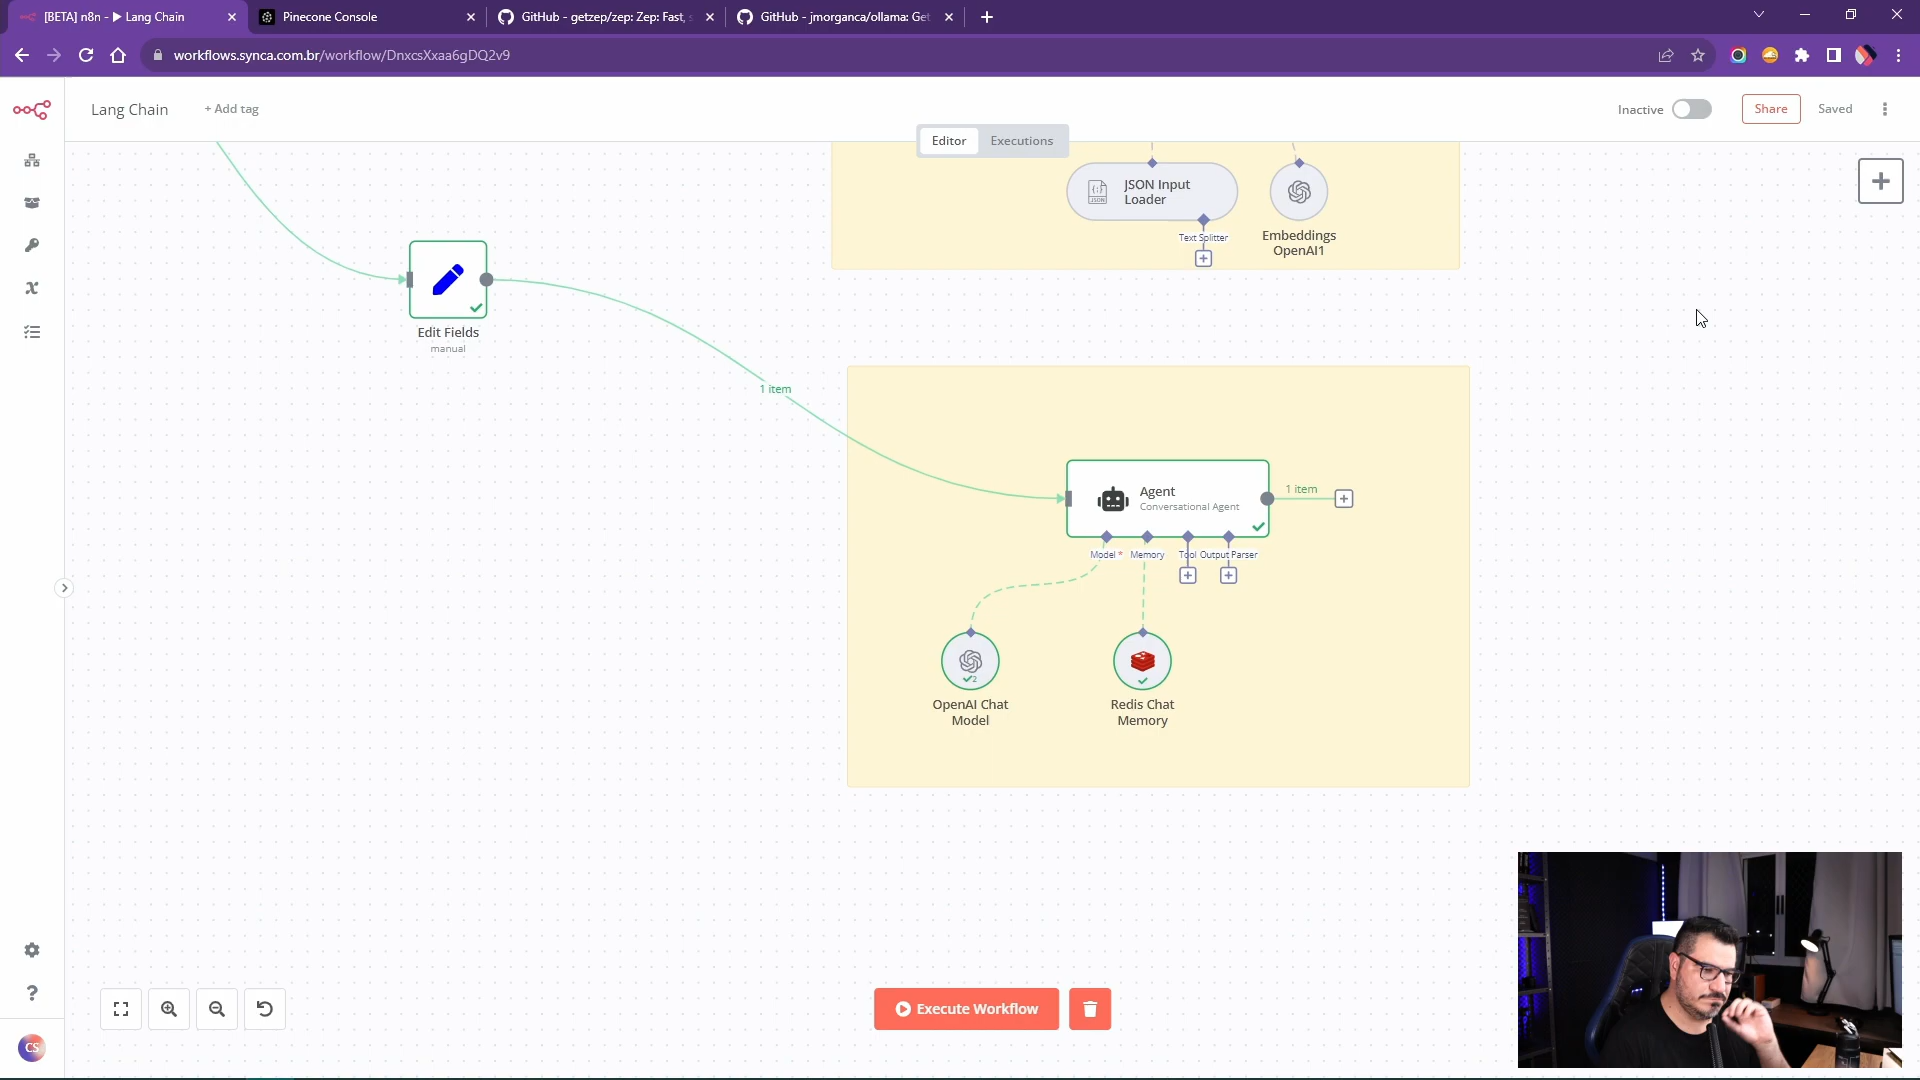 [BETA] n8n - ▶ Lang Chain
Pinecone Console
GitHub - getzep/zep: Zep: Fast, s
GitHub - jmorganca/ollama: Get
workflows.synca.com.br/workflow/DnxcsXxaa6gDQ2v9
Lang Chain
+ Add tag
Inactive
Share
Saved
Editor
Executions
JSON Input
Loader
JSON
Text Splitter
Embeddings
OpenAI1
Edit Fields
manual
1 item
Agent
Conversational Agent
1 item
Model *
Memory
Tool
Output Parser
2
OpenAI Chat
Model
Redis Chat
Memory
Execute Workflow
CS